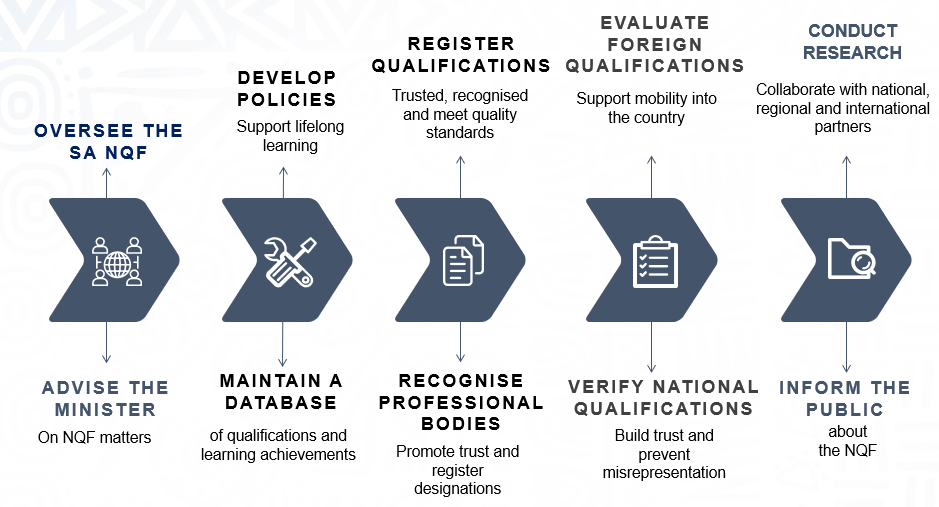 OVERSEE THE
SA NQF
DEVELOP
POLICIES
Support lifelong
learning
REGISTER
QUALIFICATIONS
Trusted, recognised
and meet quality
standards
EVALUATE
FOREIGN
QUALIFICATIONS
Support mobility into
the country
CONDUCT
RESEARCH
Collaborate with national,
regional and international
partners
ADVISE THE
MINISTER
On NQF matters
MAINTAIN A
DATABASE
of qualifications and
learning achievements
RECOGNISE
PROFESSIONAL
BODIES
Promote trust and
register
designations
VERIFY NATIONAL
QUALIFICATIONS
Build trust and
prevent
misrepresentation
INFORM THE
PUBLIC
about
the NQF